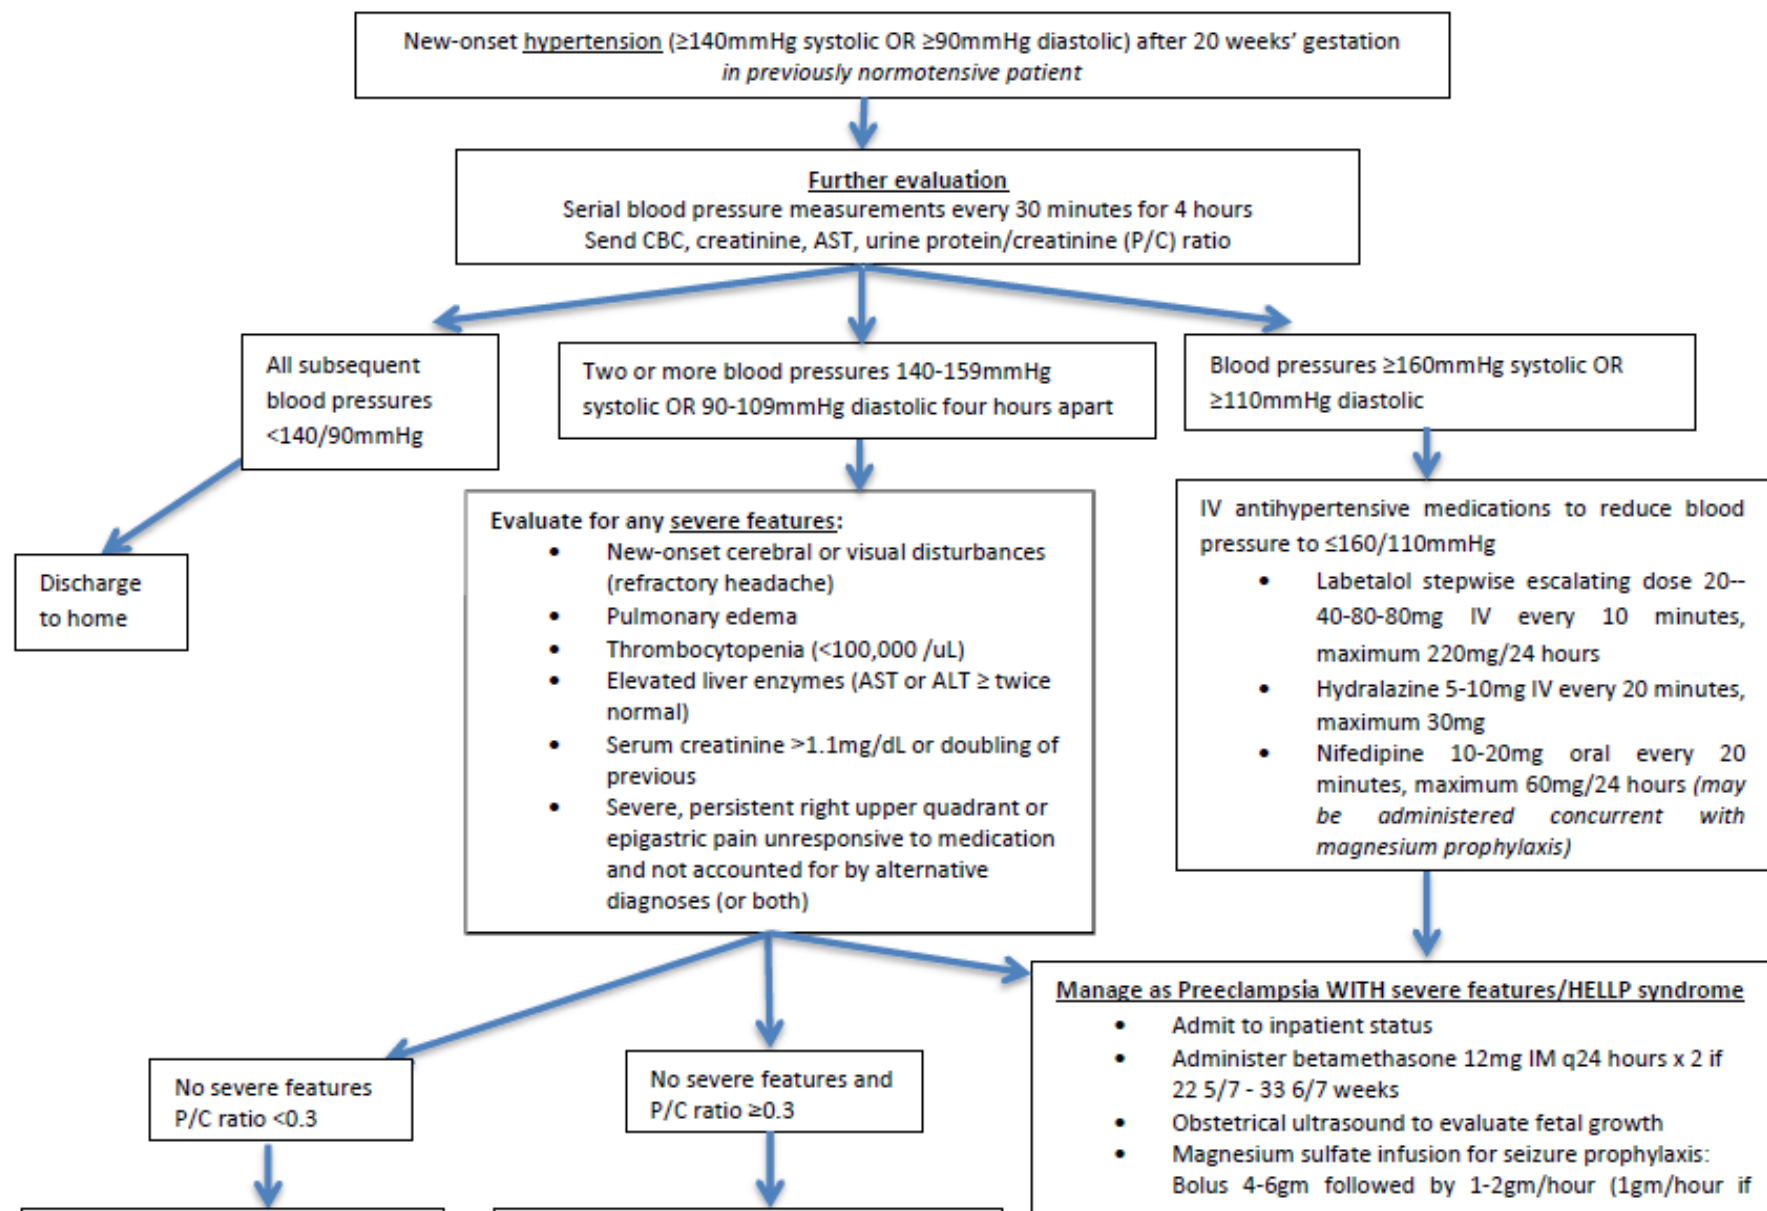 New-onset hypertension (≥140mmHg systolic OR ≥90mmHg diastolic) after 20 weeks' gestation
in previously normotensive patient
Further evaluation
Serial blood pressure measurements every 30 minutes for 4 hours
Send CBC, creatinine, AST, urine protein/creatinine (P/C) ratio
All subsequent
blood pressures
<140/90mmHg
Two or more blood pressures 140-159mmHg
systolic OR 90-109mmHg diastolic four hours apart
Blood pressures ≥160mmHg systolic OR
≥110mmHg diastolic
Discharge
to home
Evaluate for any severe features:
• New-onset cerebral or visual disturbances
(refractory headache)
• Pulmonary edema
• Thrombocytopenia (<100,000 /uL)
• Elevated liver enzymes (AST or ALT ≥ twice
normal)
• Serum creatinine >1.1mg/dL or doubling of
previous
• Severe, persistent right upper quadrant or
epigastric pain unresponsive to medication
and not accounted for by alternative
diagnoses (or both)
IV antihypertensive medications to reduce blood
pressure to ≤160/110mmHg
• Labetalol stepwise escalating dose 20--
40-80-80mg IV every 10 minutes,
maximum 220mg/24 hours
• Hydralazine 5-10mg IV every 20 minutes,
maximum 30mg
• Nifedipine 10-20mg oral every 20
minutes, maximum 60mg/24 hours (may
be administered concurrent with
magnesium prophylaxis)
No severe features
P/C ratio <0.3
No severe features and
P/C ratio ≥0.3
Manage as Preeclampsia WITH severe features/HELLP syndrome
• Admit to inpatient status
• Administer betamethasone 12mg IM q24 hours x 2 if
22 5/7 - 33 6/7 weeks
• Obstetrical ultrasound to evaluate fetal growth
• Magnesium sulfate infusion for seizure prophylaxis:
Bolus 4-6gm followed by 1-2gm/hour (1gm/hour if